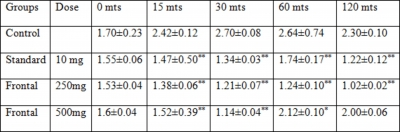 Groups Dose 0 mts 15 mts 30 mts 60 mts 120 mts
Control 1.70±0.23 2.42±0.12 2.70±0.08 2.64±0.74 2.30±0.10
Standard 10 mg 1.55±0.06 1.47±0.50** 1.34±0.03** 1.74±0.17** 1.22±0.12**
Frontal 250mg 1.53±0.04 1.38±0.06** 1.21±0.07** 1.24±0.10** 1.02±0.02**
Frontal 500mg 1.6±0.04 1.52±0.39** 1.14±0.04** 2.12±0.10* 2.00±0.06